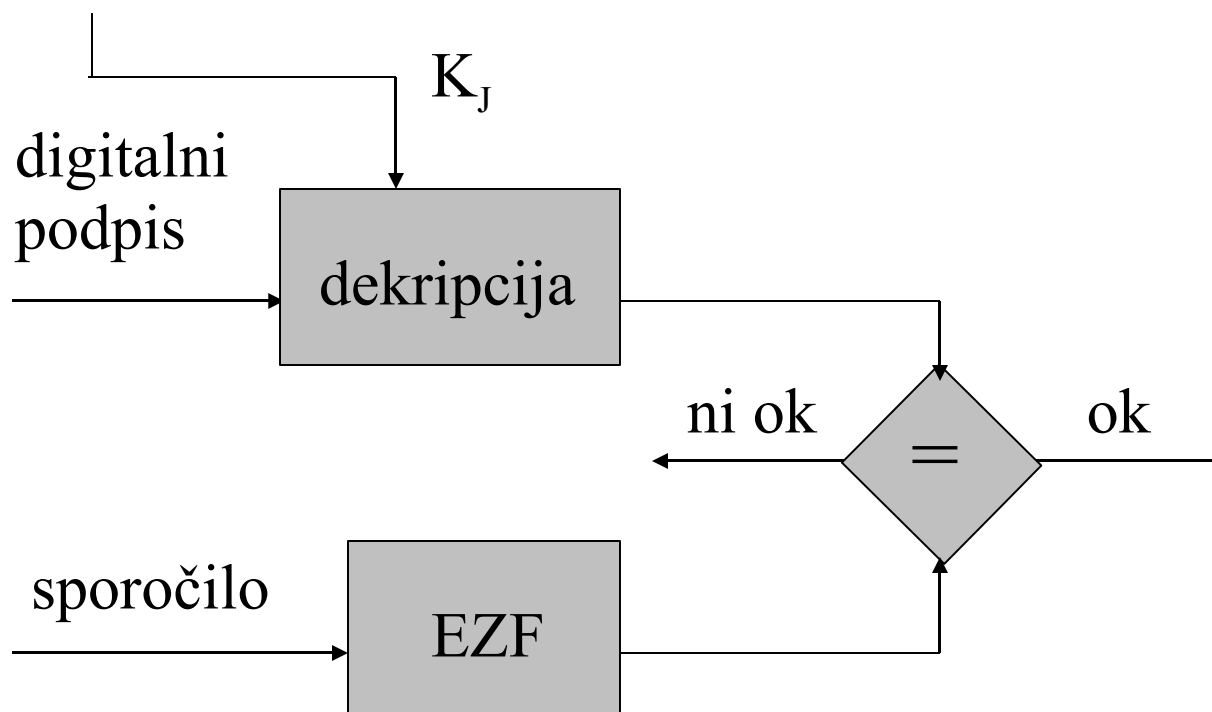 K_J
digitalni
podpis
dekripcija
ni ok
=
ok
sporočilo
EZF